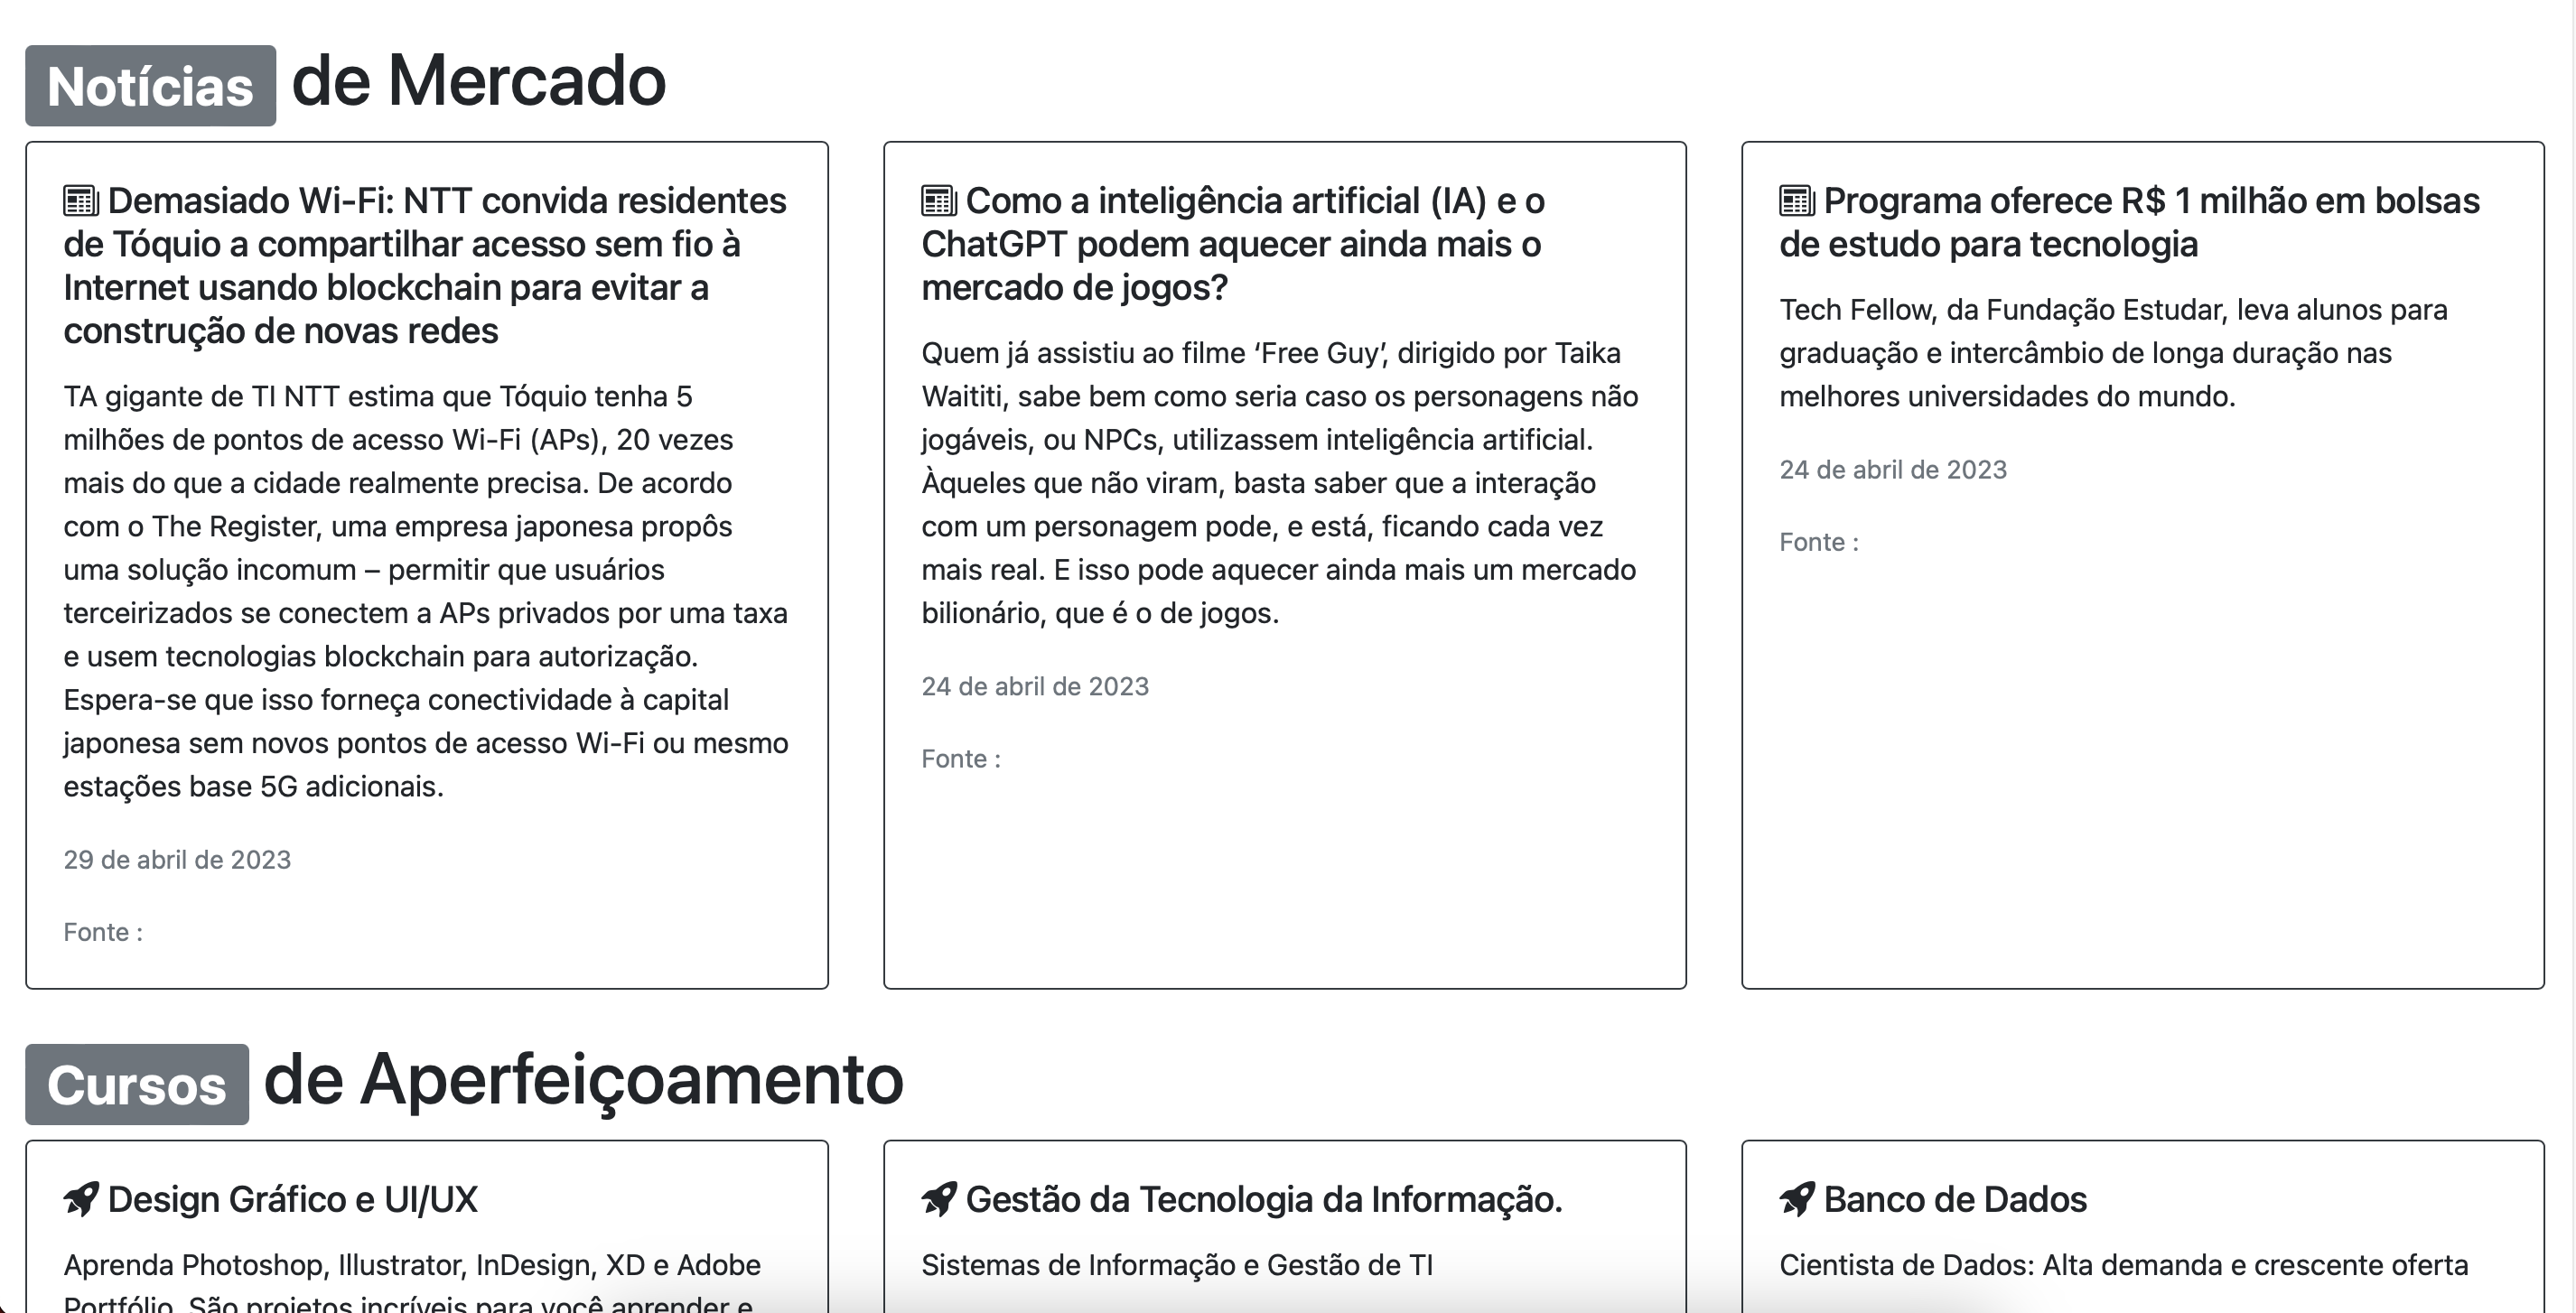 Notícias de Mercado
Demasiado Wi-Fi: NTT convida residentes
de Tóquio a compartilhar acesso sem fio à
Internet usando blockchain para evitar a
construção de novas redes
TA gigante de TI NTT estima que Tóquio tenha 5
milhões de pontos de acesso Wi-Fi (APs), 20 vezes
mais do que a cidade realmente precisa. De acordo
com o The Register, uma empresa japonesa propôs
uma solução incomum – permitir que usuários
terceirizados se conectem a APs privados por uma taxa
e usem tecnologias blockchain para autorização.
Espera-se que isso forneça conectividade à capital
japonesa sem novos pontos de acesso Wi-Fi ou mesmo
estações base 5G adicionais.
29 de abril de 2023
Fonte :
Como a inteligência artificial (IA) e o
ChatGPT podem aquecer ainda mais o
mercado de jogos?
Quem já assistiu ao filme ‘Free Guy’, dirigido por Taika
Waititi, sabe bem como seria caso os personagens não
jogáveis, ou NPCs, utilizassem inteligência artificial.
Àqueles que não viram, basta saber que a interação
com um personagem pode, e está, ficando cada vez
mais real. E isso pode aquecer ainda mais um mercado
bilionário, que é o de jogos.
24 de abril de 2023
Fonte :
Programa oferece R$ 1 milhão em bolsas
de estudo para tecnologia
Tech Fellow, da Fundação Estudar, leva alunos para
graduação e intercâmbio de longa duração nas
melhores universidades do mundo.
24 de abril de 2023
Fonte :
Cursos de Aperfeiçoamento
Design Gráfico e UI/UX
Aprenda Photoshop, Illustrator, InDesign, XD e Adobe
Portfólio. São projetos incríveis para você aprender e
Gestão da Tecnologia da Informação.
Sistemas de Informação e Gestão de TI
Banco de Dados
Cientista de Dados: Alta demanda e crescente oferta